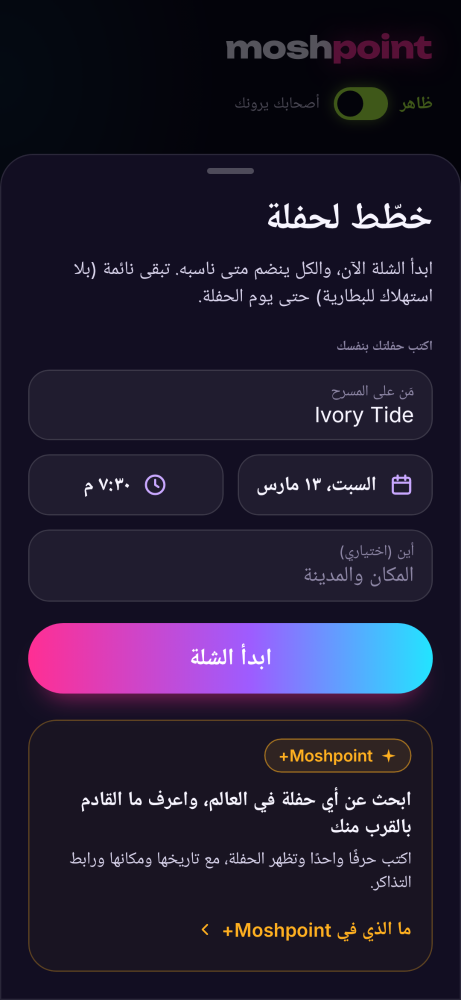 moshpoint
ظاهر
أصحابك يرونك
خطّط لحفلة
ابدأ الشلة الآن، والكل ينضم متى ناسبه. تبقى نائمة (بلا
استهلاك للبطارية) حتى يوم الحفلة.
اكتب حفلتك بنفسك
مَن على المسرح
Ivory Tide
السبت، ١٣ مارس
٧:٣٠ م
أين (اختياري)
المكان والمدينة
ابدأ الشلة
Moshpoint+
ابحث عن أي حفلة في العالم، واعرف ما القادم
بالقرب منك
اكتب حرفًا واحدًا وتظهر الحفلة، مع تاريخها ومكانها ورابط
التذاكر.
ما الذي في Moshpoint+